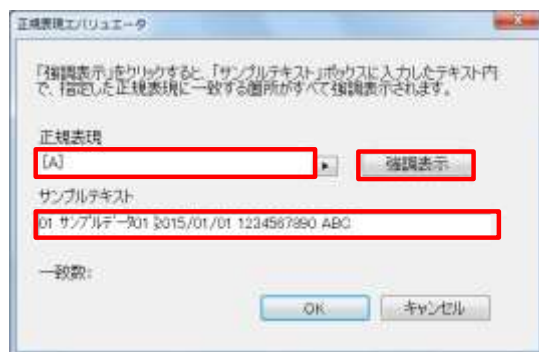 正規表現エバリュエータ
「強調表示」をクリックすると、「サンプルテキスト」ボックスに入力したテキスト内
で、指定した正規表現に一致する箇所がすべて強調表示されます。
正規表現
[A]
強調表示
サンプルテキスト
01 サンプルデータ01 2015/01/01 1234567890 ABC
一致数:
OK
キャンセル